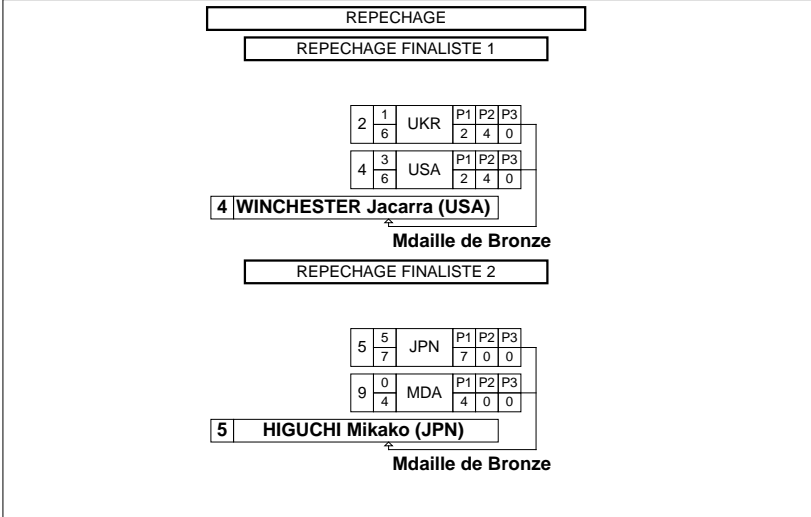 REPECHAGE
REPECHAGE FINALISTE 1
2 1 UKR P1 P2 P3
6 2 4 0
4 3 USA P1 P2 P3
6 2 4 0
4 WINCHESTER Jacarra (USA)
Mdaille de Bronze
REPECHAGE FINALISTE 2
5 5 JPN P1 P2 P3
7 7 0 0
9 0 MDA P1 P2 P3
4 4 0 0
5 HIGUCHI Mikako (JPN)
Mdaille de Bronze